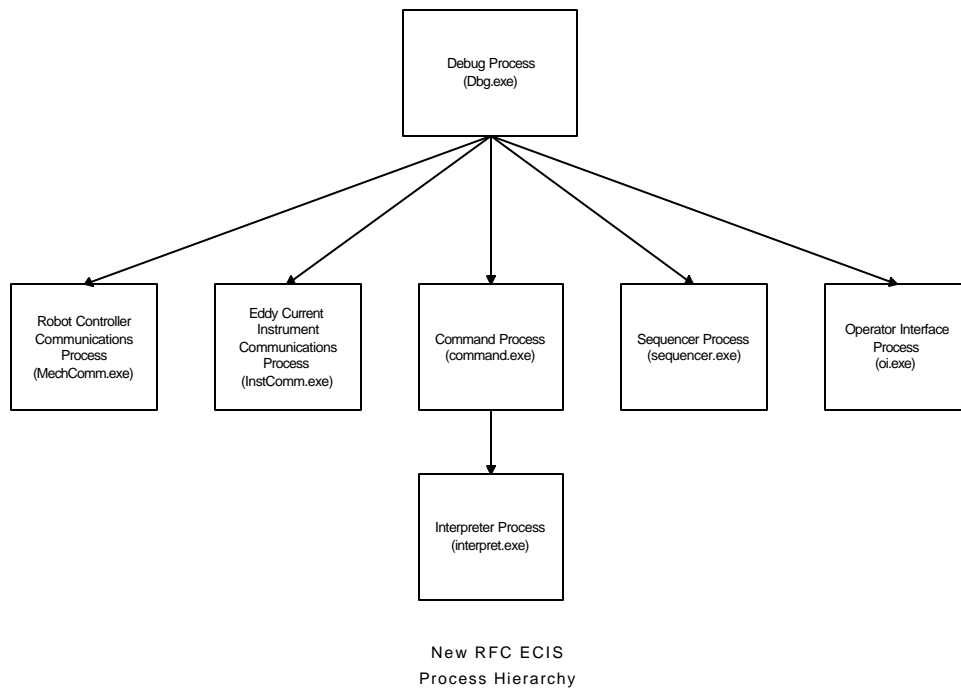 Debug Process
(Dbg.exe)
Robot Controller
Communications
Process
(MechComm.exe)
Eddy Current
Instrument
Communications
Process
(InstComm.exe)
Command Process
(command.exe)
Sequencer Process
(sequencer.exe)
Operator Interface
Process
(oi.exe)
Interpreter Process
(interpret.exe)
New RFC ECIS
Process Hierarchy